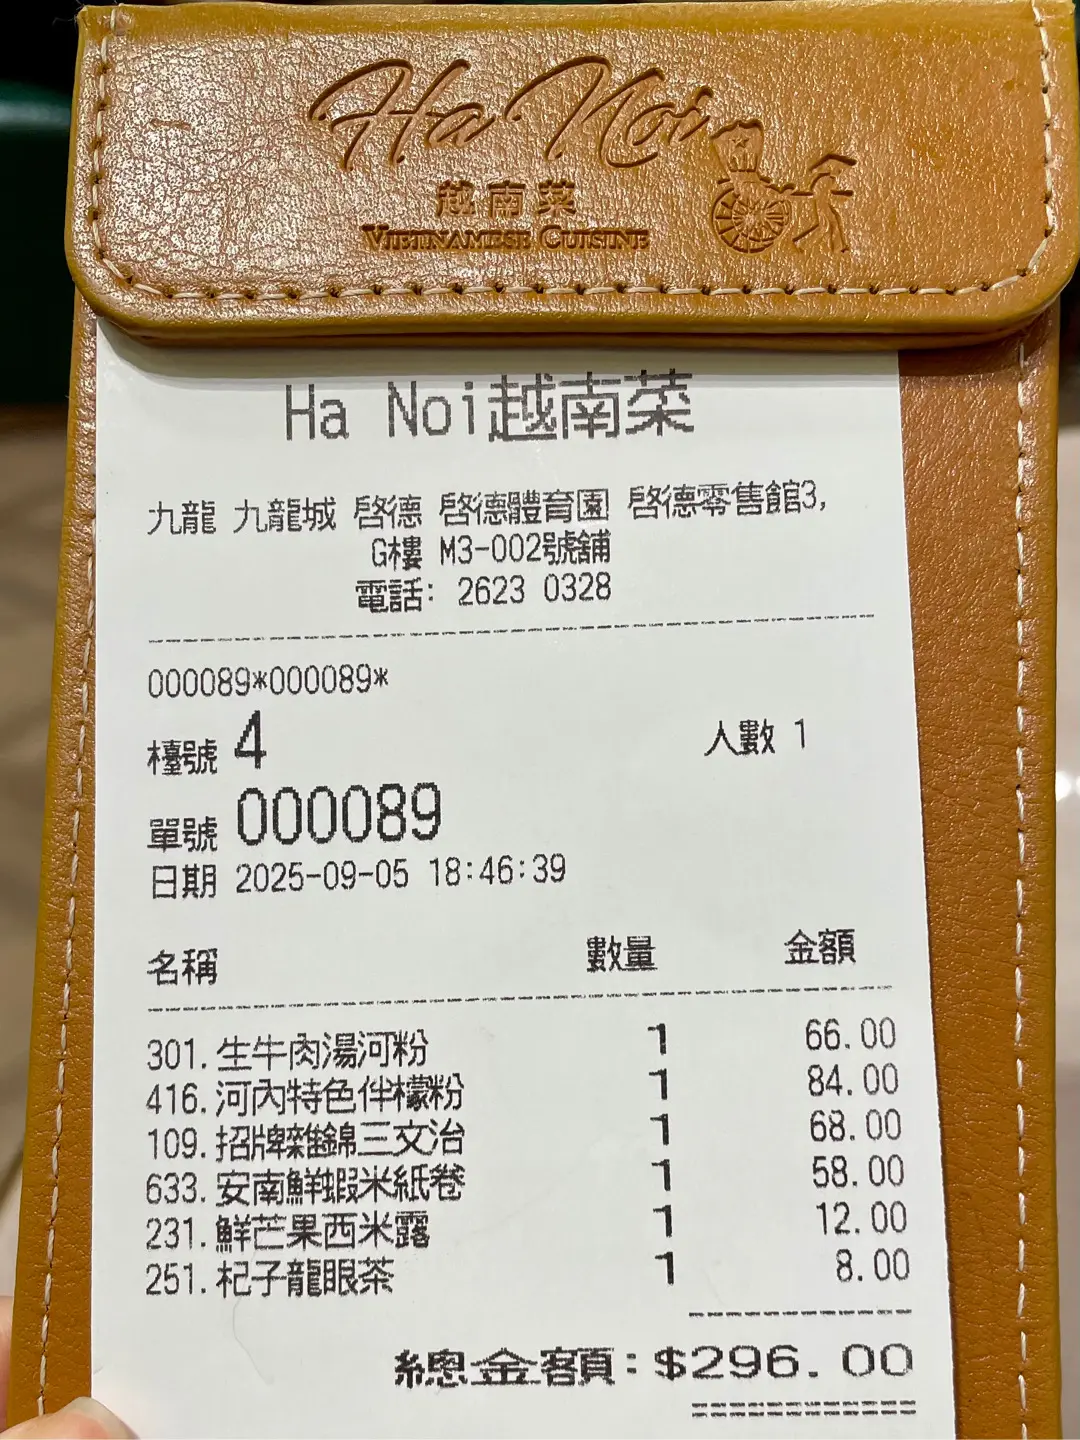 Ha Noi
越南菜
VIETNAMESE CUISINE
Ha Noi越南菜
九龍 九龍城 啓德 啓德體育園 啓德零售館3,
G樓 M3-002號舖
電話: 2623 0328
000089*000089*
檯號 4 人數 1
單號 000089
日期 2025-09-05 18:46:39
名稱 數量 金額
301.生牛肉湯河粉 1 66.00
416.河內特色伴檬粉 1 84.00
109.招牌雜錦三文治 1 68.00
633.安南鮮蝦米紙卷 1 58.00
231.鮮芒果西米露 1 12.00
251.杞子龍眼茶 1 8.00
總金額:$296.00